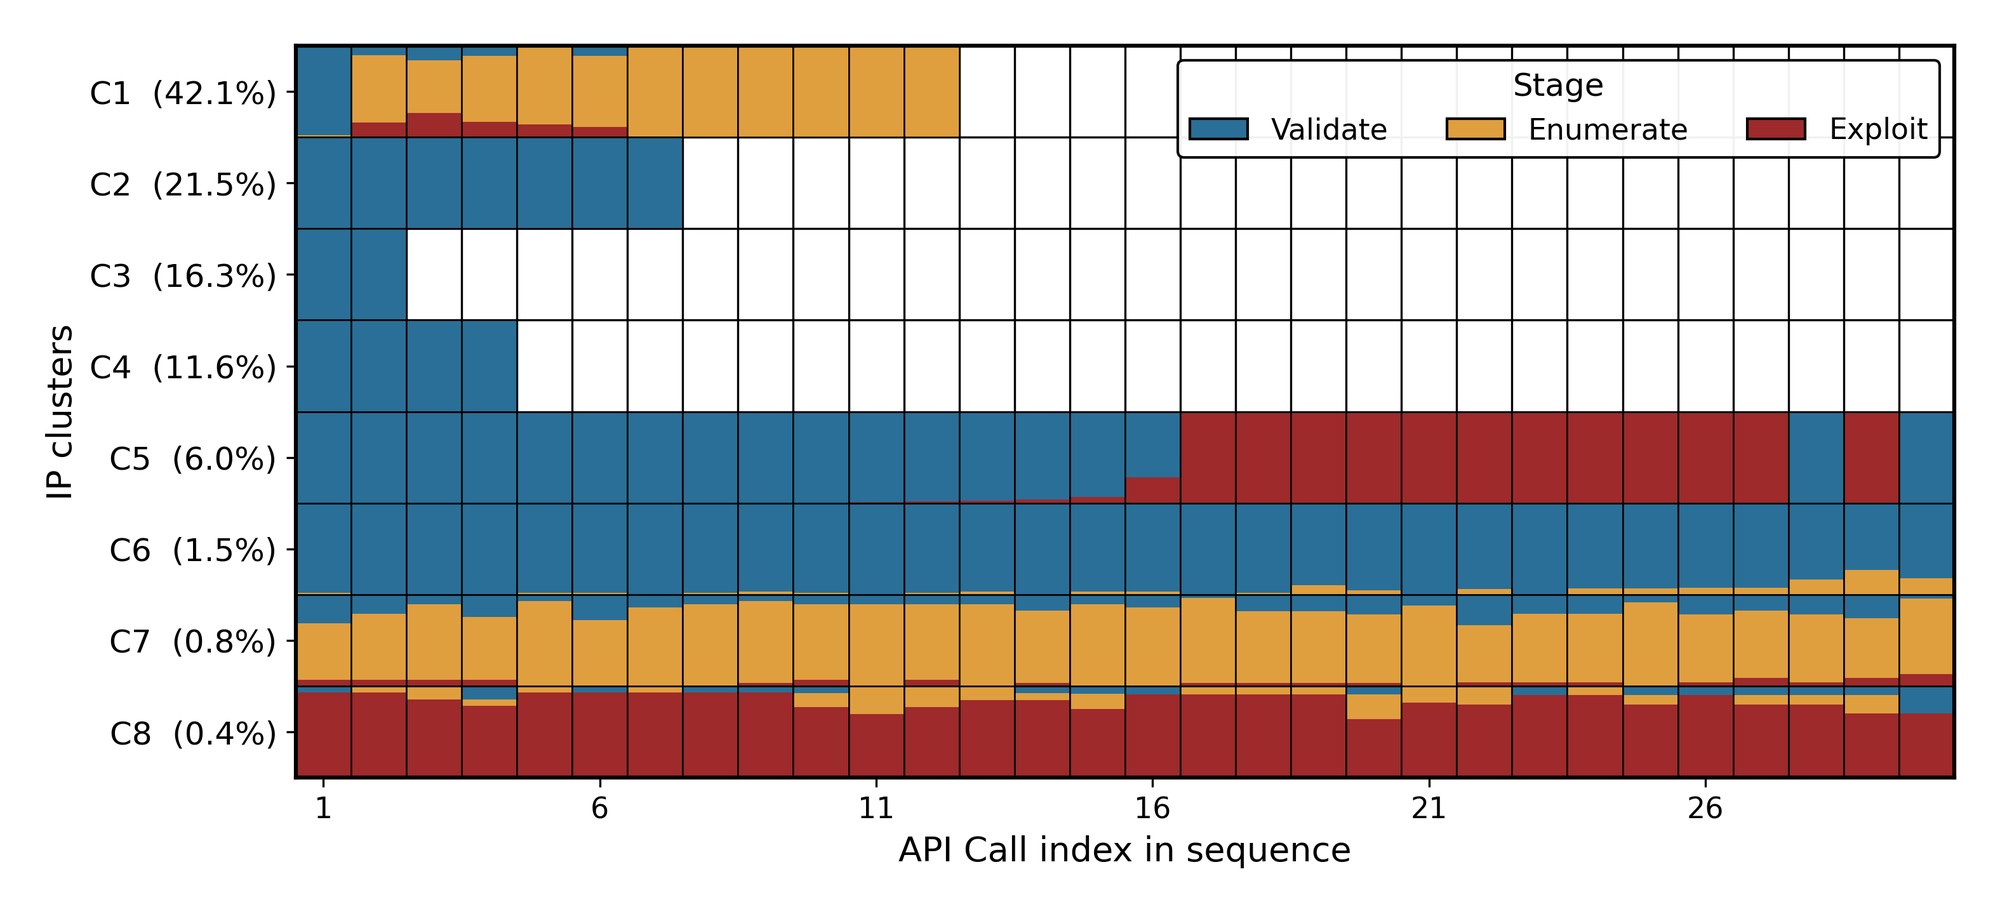 Stage
Validate Enumerate Exploit
C1 (42.1%)
C2 (21.5%)
C3 (16.3%)
C4 (11.6%)
C5 (6.0%)
C6 (1.5%)
C7 (0.8%)
C8 (0.4%)
IP clusters
1 6 11 16 21 26
API Call index in sequence